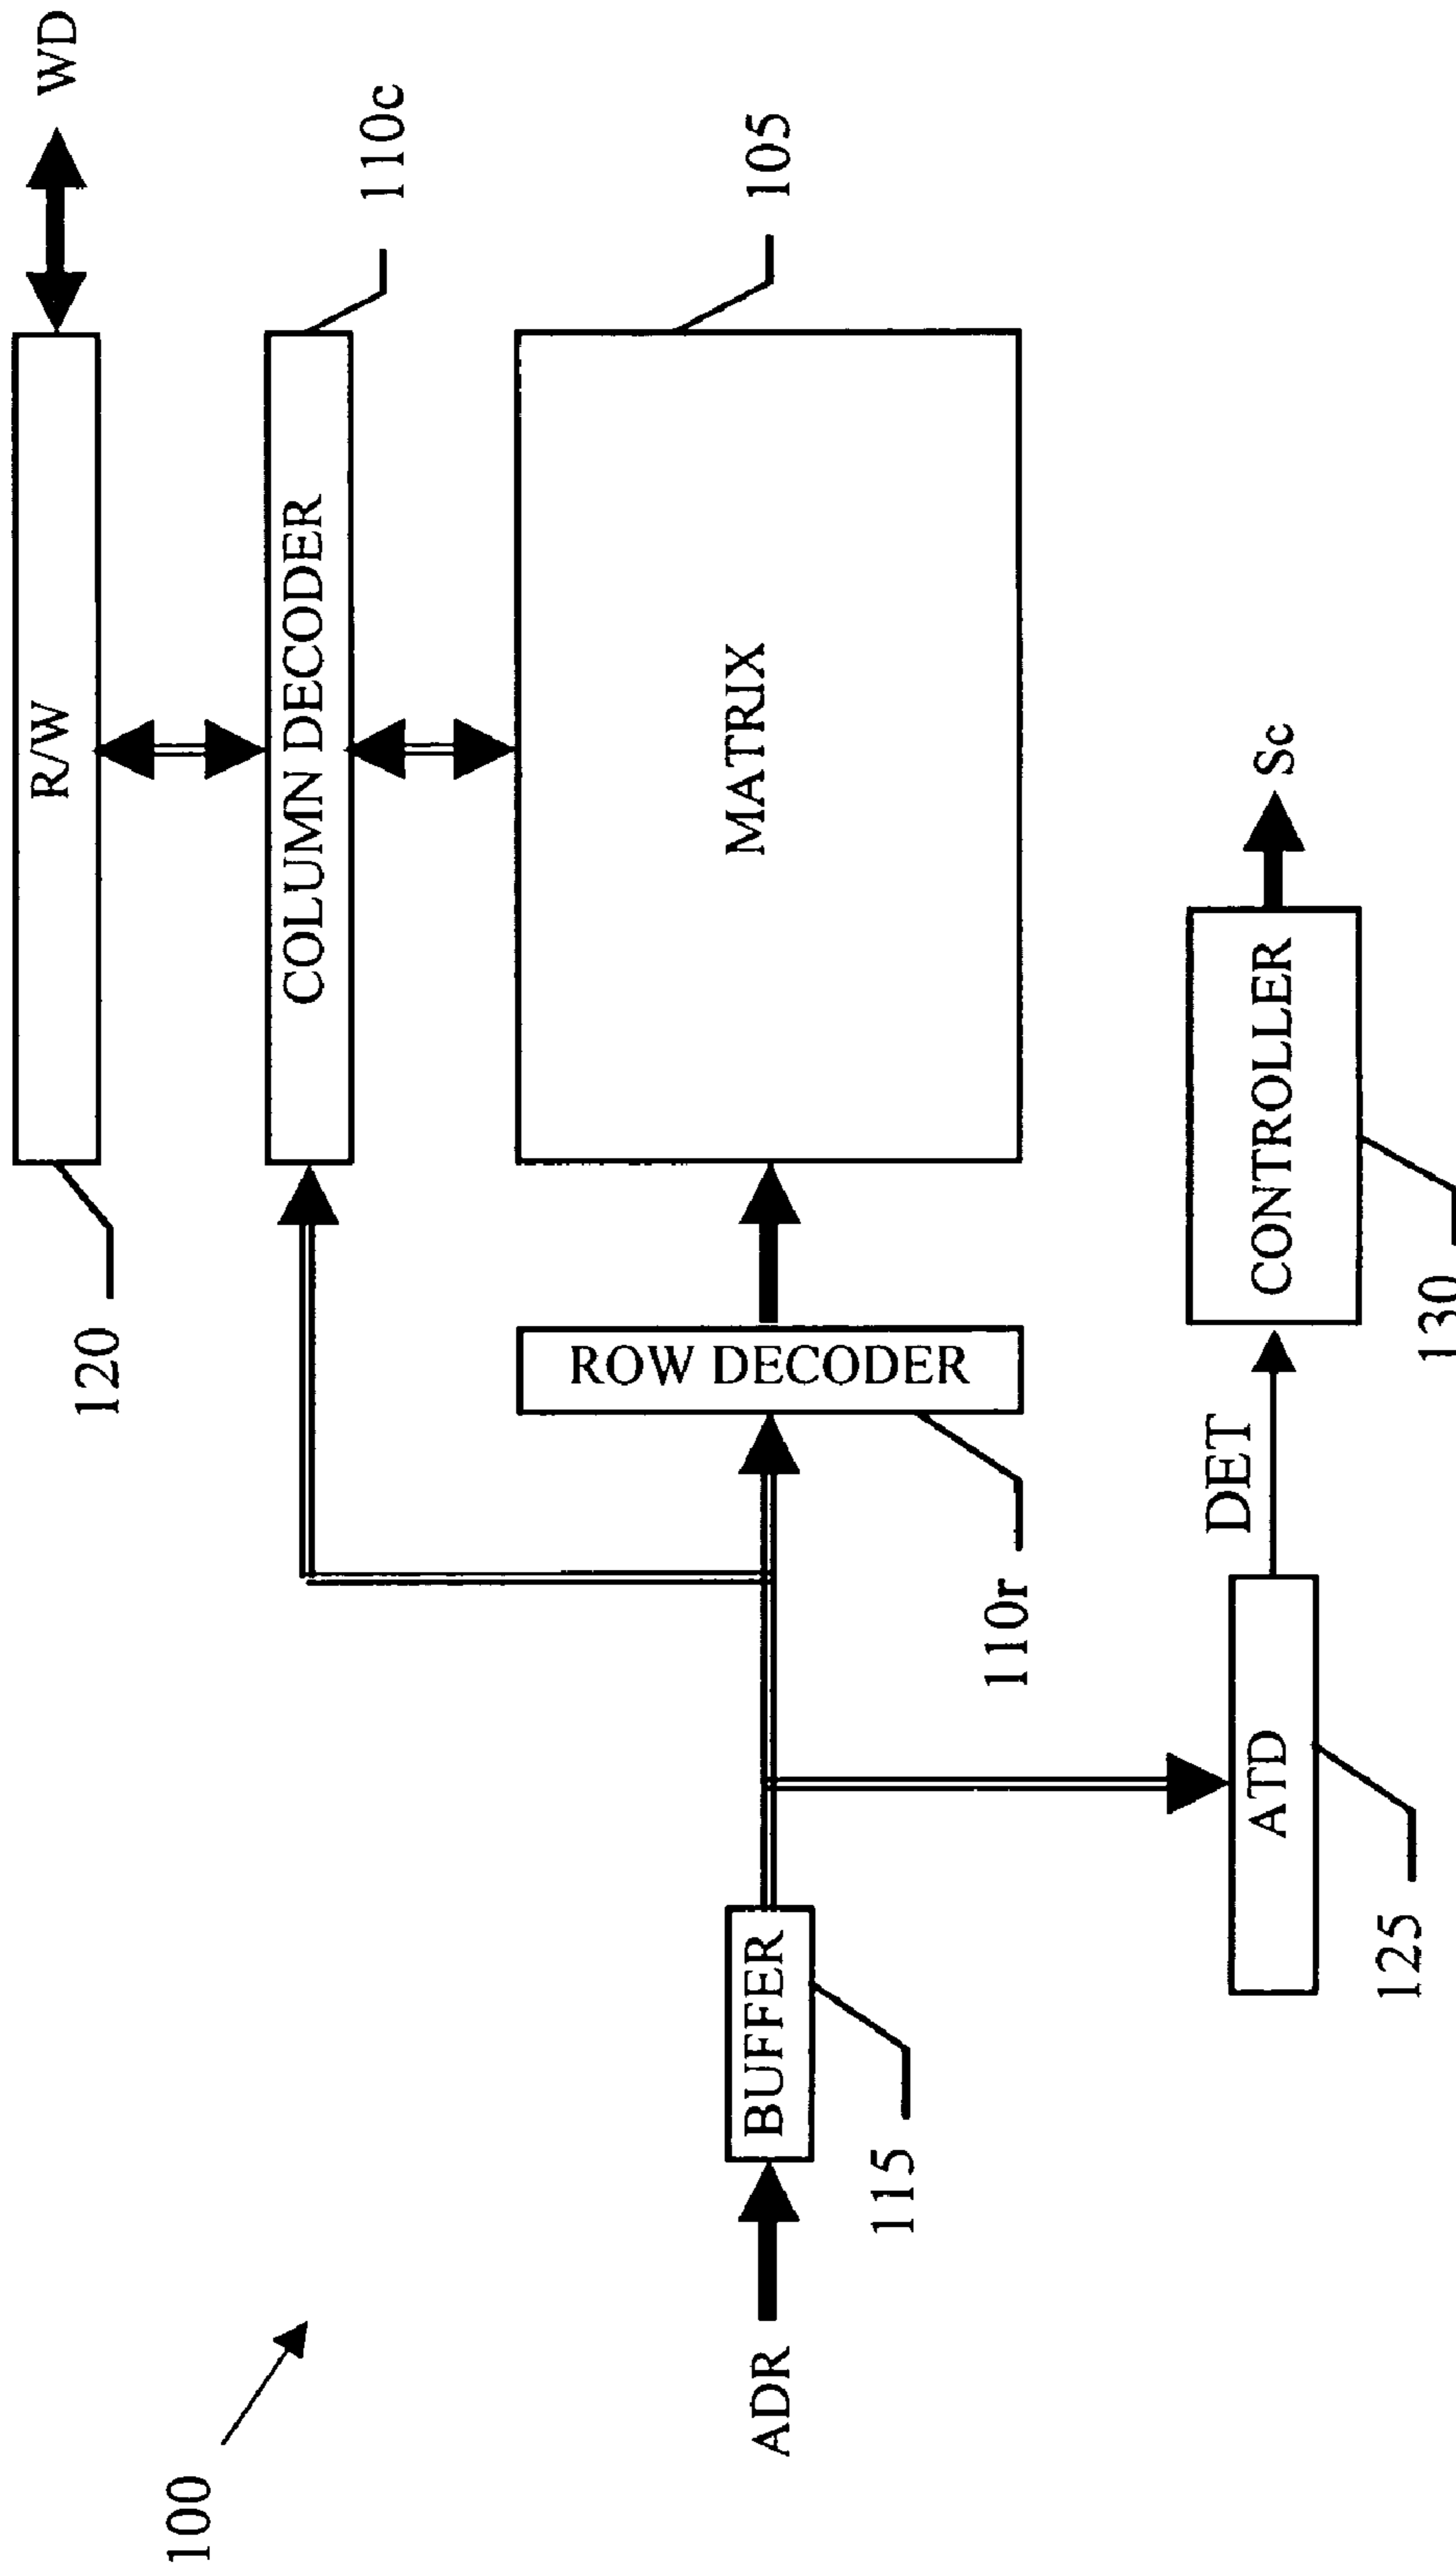 100
120
R/W
WD
COLUMN DECODER
110c
ADR
BUFFER
115
ROW DECODER
110r
MATRIX
105
ATD
125
DET
CONTROLLER
130
Sc